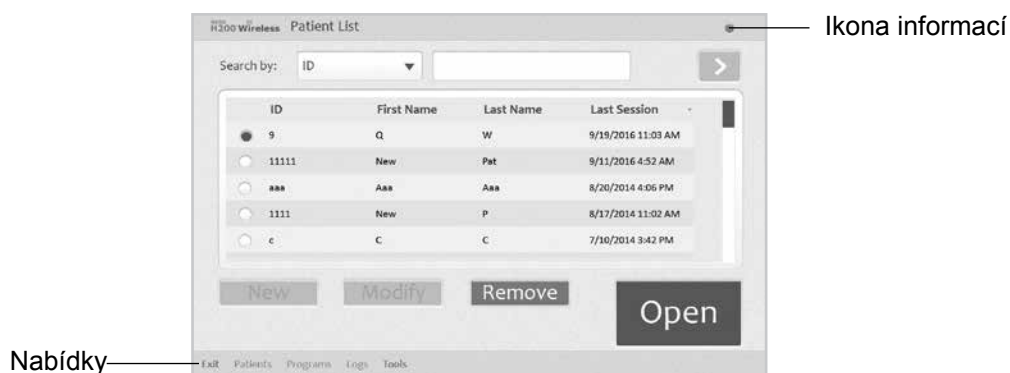 H200 Wireless Patient List
Ikona informací
Search by: ID
ID First Name Last Name Last Session
9 Q W 9/19/2016 11:03 AM
11111 New Pat 9/11/2016 4:52 AM
aaa Aaa Aaa 8/20/2014 4:06 PM
1111 New P 8/17/2014 11:02 AM
c C C 7/10/2014 3:42 PM
New Modify Remove
Open
Nabídky
Exit Patients Programs Logs Tools